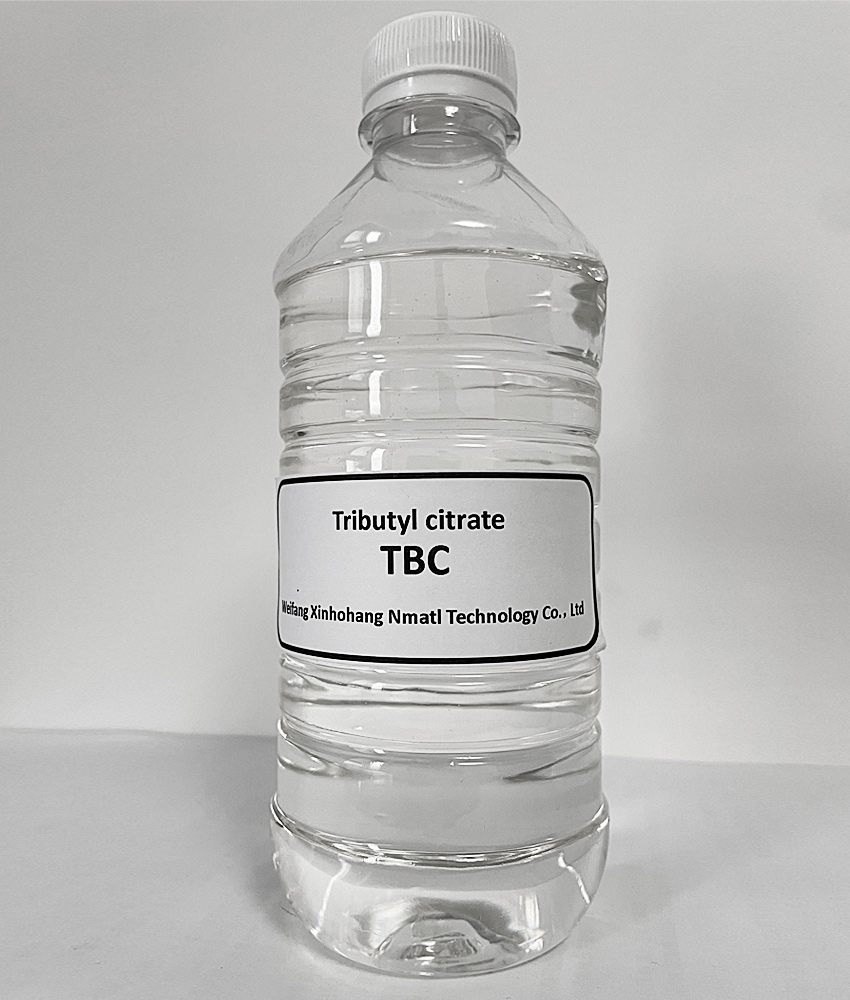 Tributyl citrate
TBC
Weifang Xinhohang Nmatl Technology Co., Ltd